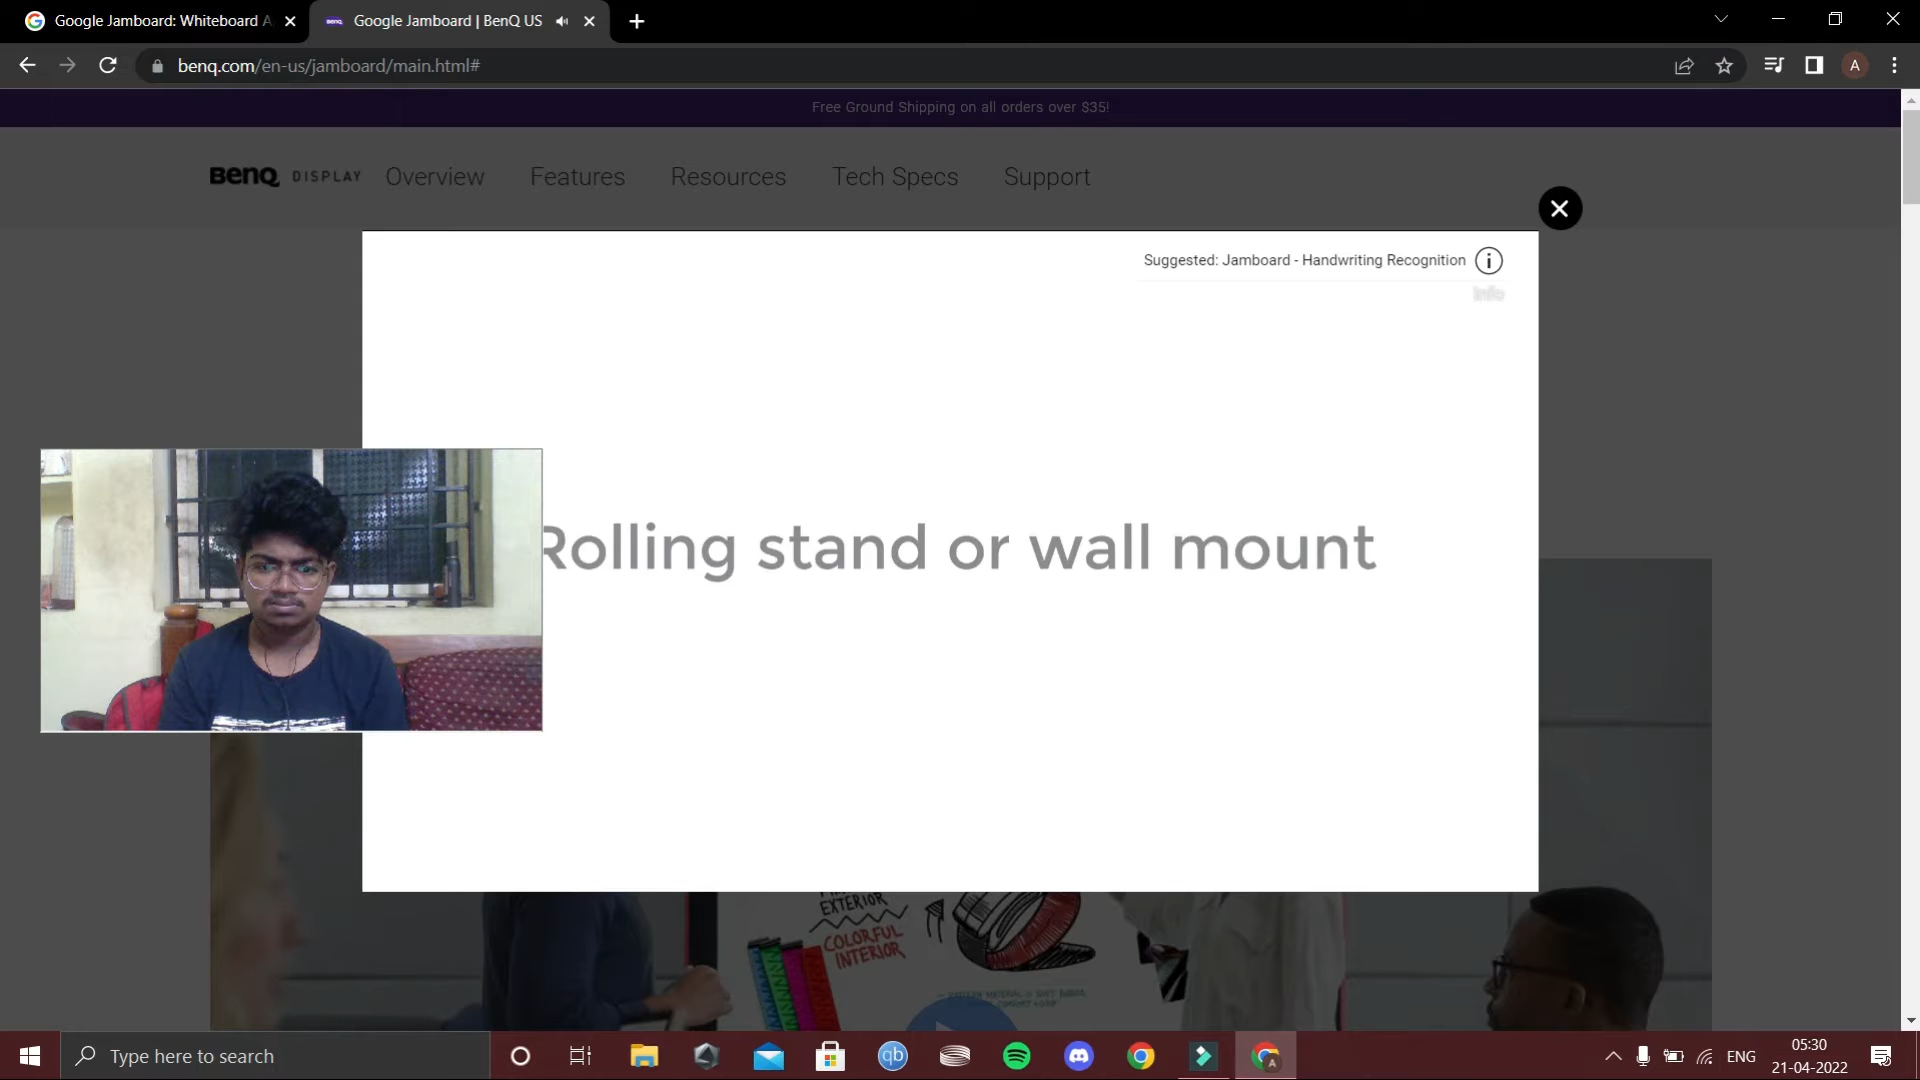 Google Jamboard: Whiteboard A
Google Jamboard | BenQ US
benq.com/en-us/jamboard/main.html#
A
Free Ground Shipping on all orders over $35!
BenQ DISPLAY Overview Features Resources Tech Specs Support
Suggested: Jamboard - Handwriting Recognition
Info
Rolling stand or wall mount
EXTERIOR
COLORFUL
INTERIOR
Type here to search
qb
A
ENG
05:30
21-04-2022